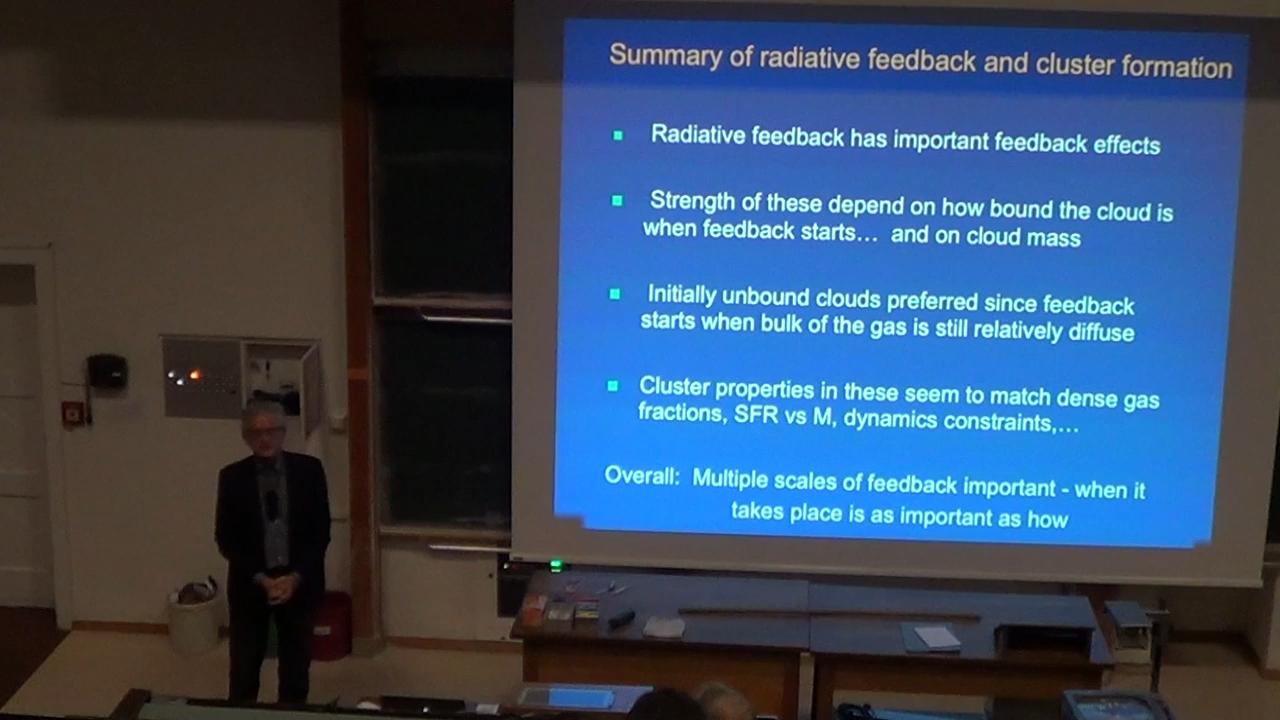 Summary of radiative feedback and cluster formation
Radiative feedback has important feedback effects
Strength of these depend on how bound the cloud is
when feedback starts… and on cloud mass
Initially unbound clouds preferred since feedback
starts when bulk of the gas is still relatively diffuse
Cluster properties in these seem to match dense gas
fractions, SFR vs M, dynamics constraints,…
Overall: Multiple scales of feedback important - when it
takes place is as important as how